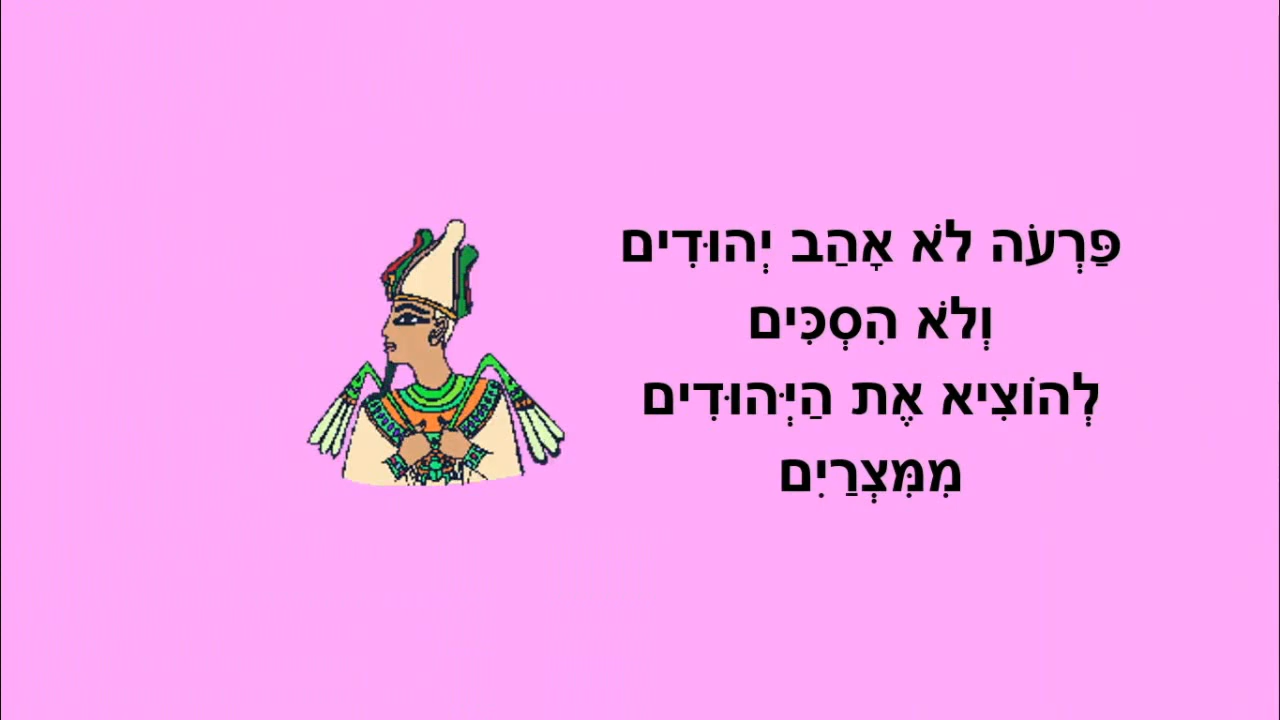 פַּרְעֹה לֹא אָהַב יְהוּדִים
וְלֹא הִסְכִּים
לְהוֹצִיא אֶת הַיְּהוּדִים
מִמִּצְרַיִם